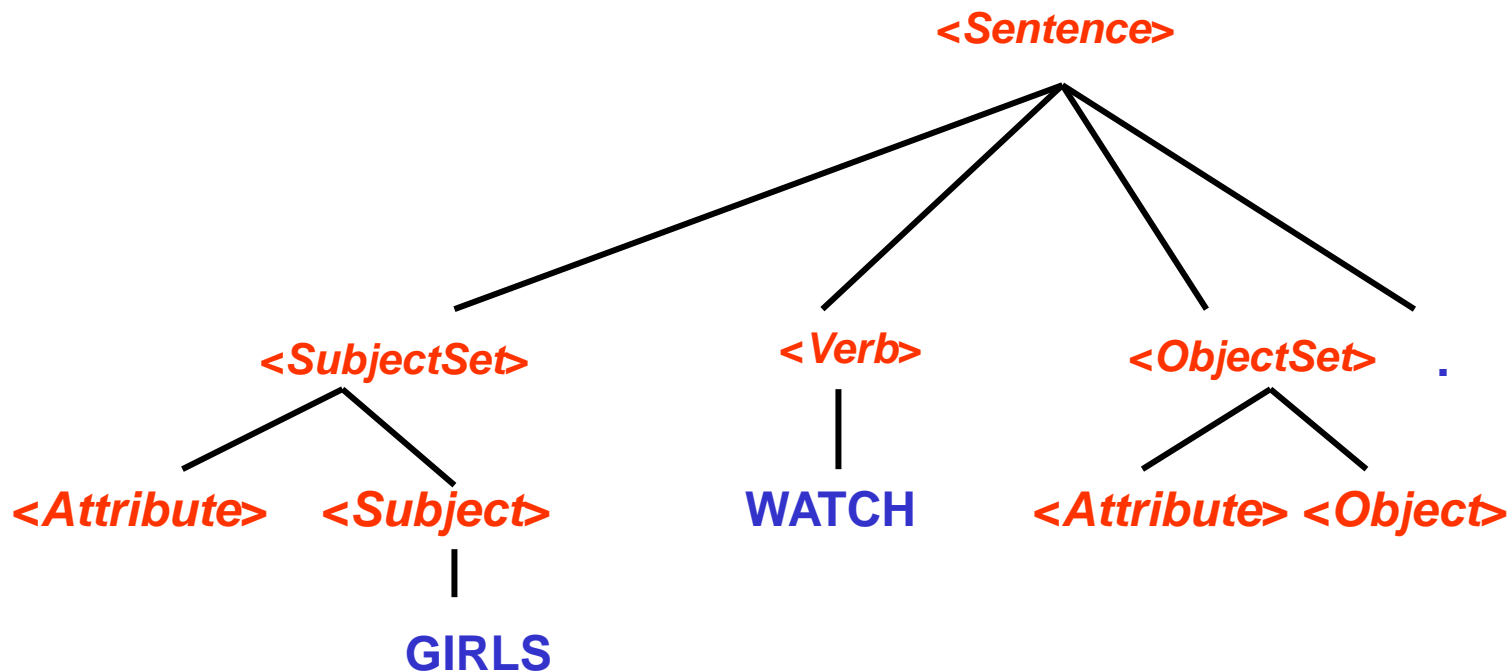 <Sentence>
<SubjectSet> <Verb> <ObjectSet> .
<Attribute> <Subject> WATCH <Attribute> <Object>
GIRLS